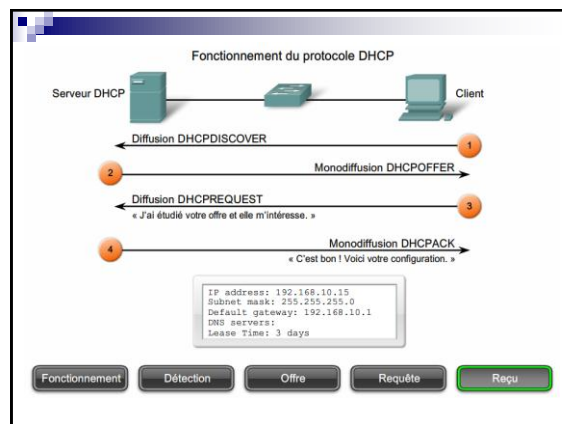 Fonctionnement du protocole DHCP
Serveur DHCP
Client
Diffusion DHCPDISCOVER
1
2
Monodiffusion DHCPOFFER
Diffusion DHCPREQUEST
3
« J'ai étudié votre offre et elle m'intéresse. »
4
Monodiffusion DHCPACK
« C'est bon ! Voici votre configuration. »
IP address: 192.168.10.15
Subnet mask: 255.255.255.0
Default gateway: 192.168.10.1
DNS servers:
Lease Time: 3 days
Fonctionnement Détection Offre Requête Reçu